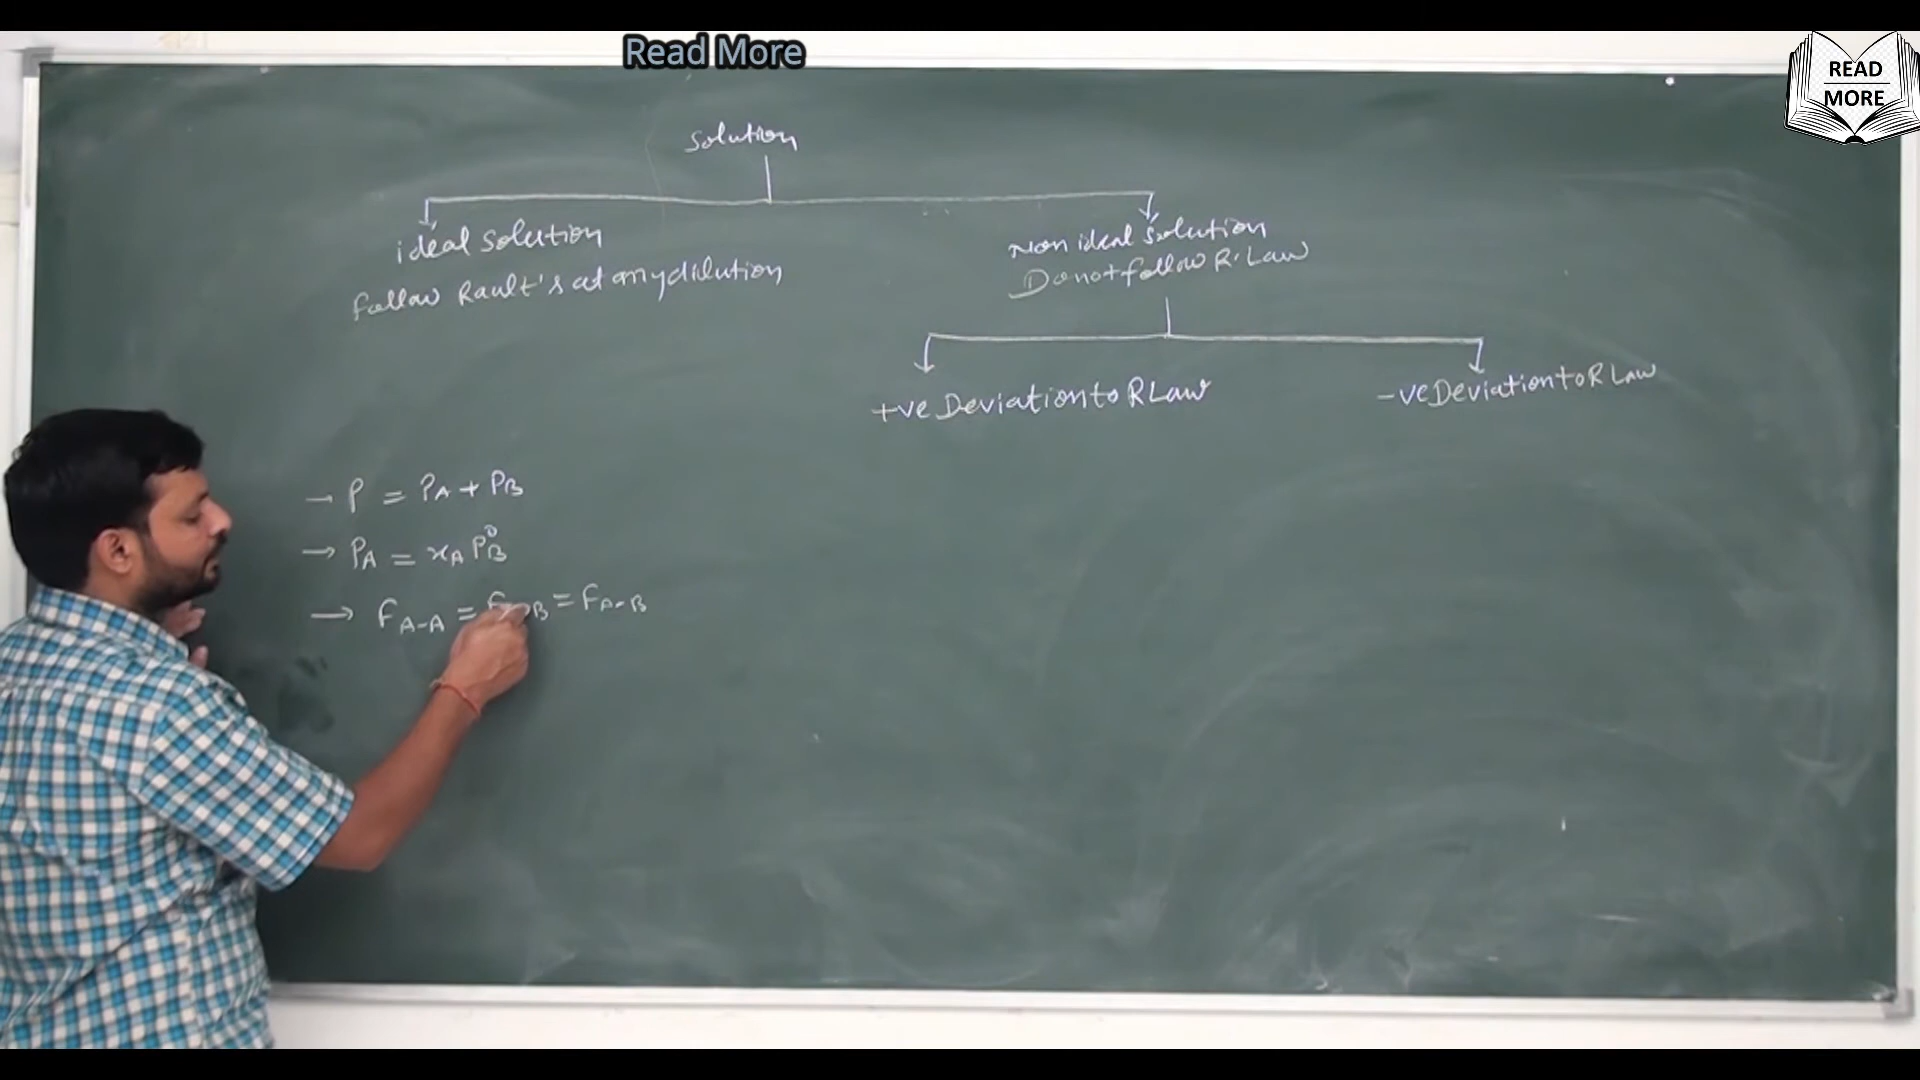 Read More
READ
MORE
Solution
ideal solution
follow Rault's at any dilution
Non ideal solution
Do not follow R. Law
+ve Deviation to R Law
-ve Deviation to R Law
→ P = PA + PB
→ PA = xA P⁰B
→ FA-A = = FA-B